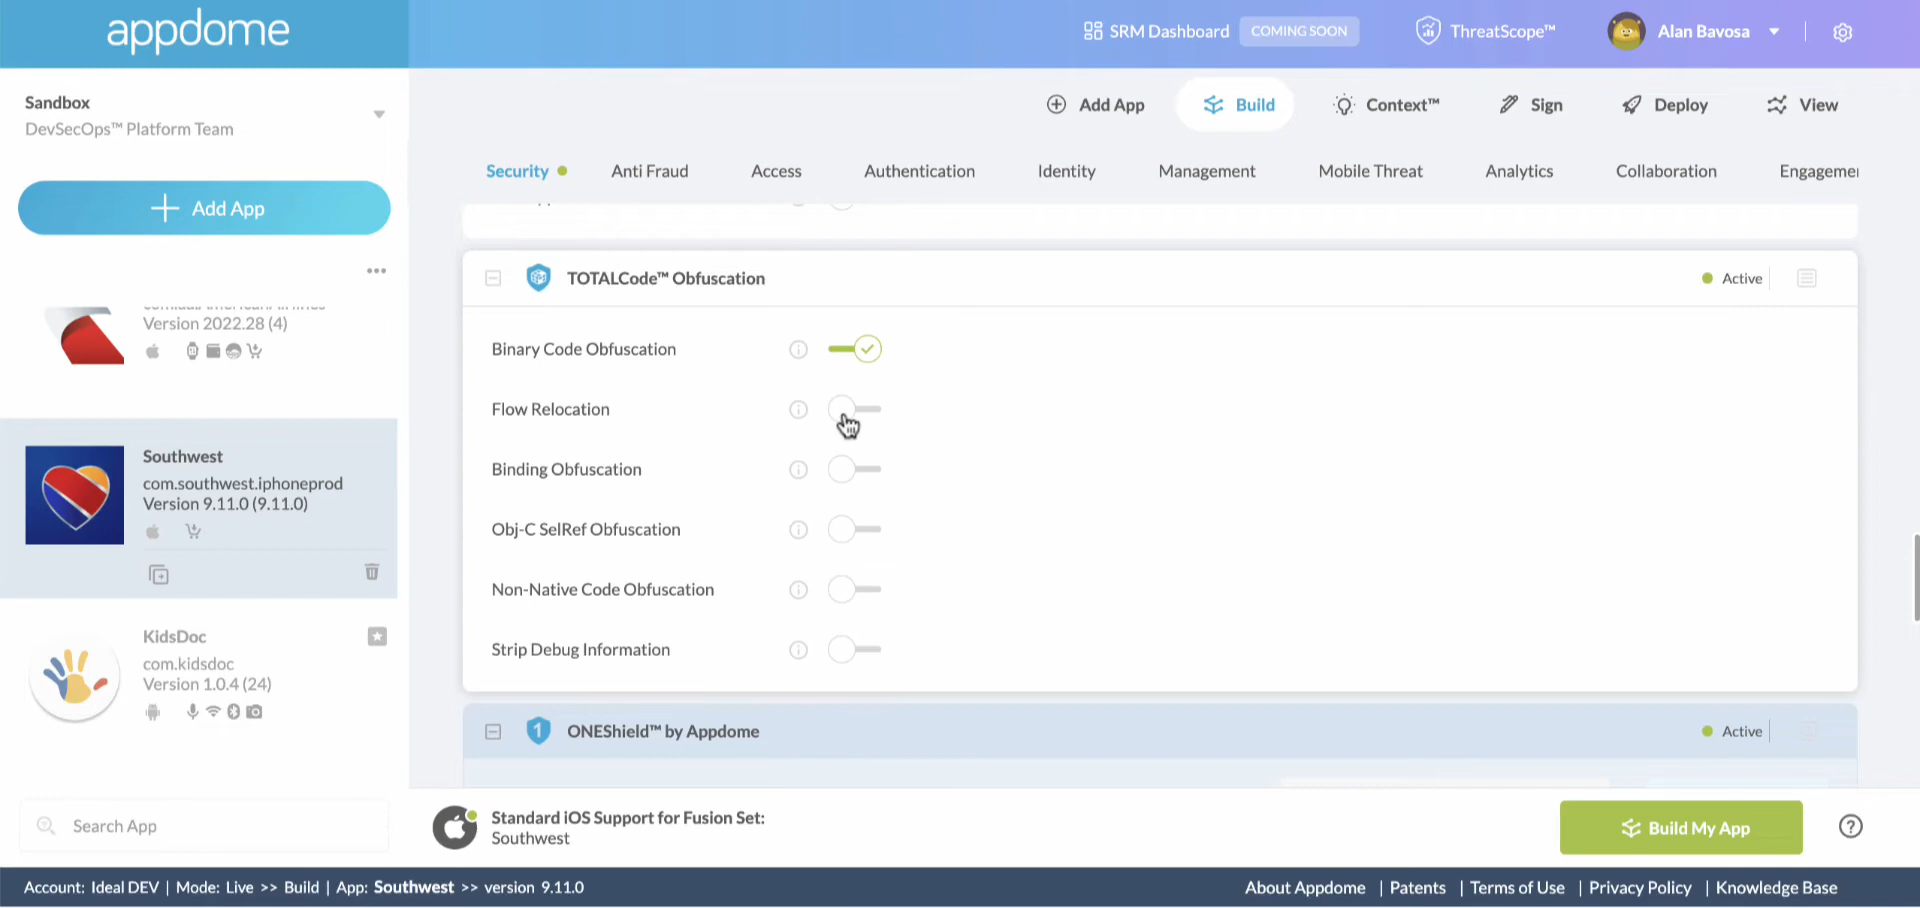 appdome
SRM Dashboard
COMING SOON
ThreatScope™
Alan Bavosa
Sandbox
DevSecOps™ Platform Team
Add App
Build
Context™
Sign
Deploy
View
Security
Anti Fraud
Access
Authentication
Identity
Management
Mobile Threat
Analytics
Collaboration
Engagemen
Add App
Version 2022.28 (4)
Southwest
com.southwest.iphoneprod
Version 9.11.0 (9.11.0)
KidsDoc
com.kidsdoc
Version 1.0.4 (24)
Search App
TOTALCode™ Obfuscation
Active
Binary Code Obfuscation
Flow Relocation
Binding Obfuscation
Obj-C SelRef Obfuscation
Non-Native Code Obfuscation
Strip Debug Information
1
ONEShield™ by Appdome
Active
Standard iOS Support for Fusion Set:
Southwest
Build My App
Account: Ideal DEV | Mode: Live >> Build | App: Southwest >> version 9.11.0
About Appdome | Patents | Terms of Use | Privacy Policy | Knowledge Base